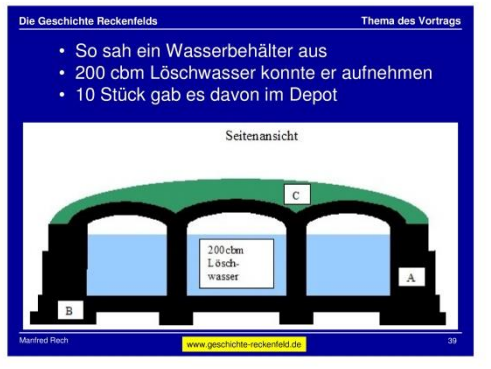 Die Geschichte Reckenfelds
Thema des Vortrags
• So sah ein Wasserbehälter aus
• 200 cbm Löschwasser konnte er aufnehmen
• 10 Stück gab es davon im Depot
Seitenansicht
C
200cbm
Lösch-
wasser
A
B
Manfred Rech
www.geschichte-reckenfeld.de
39